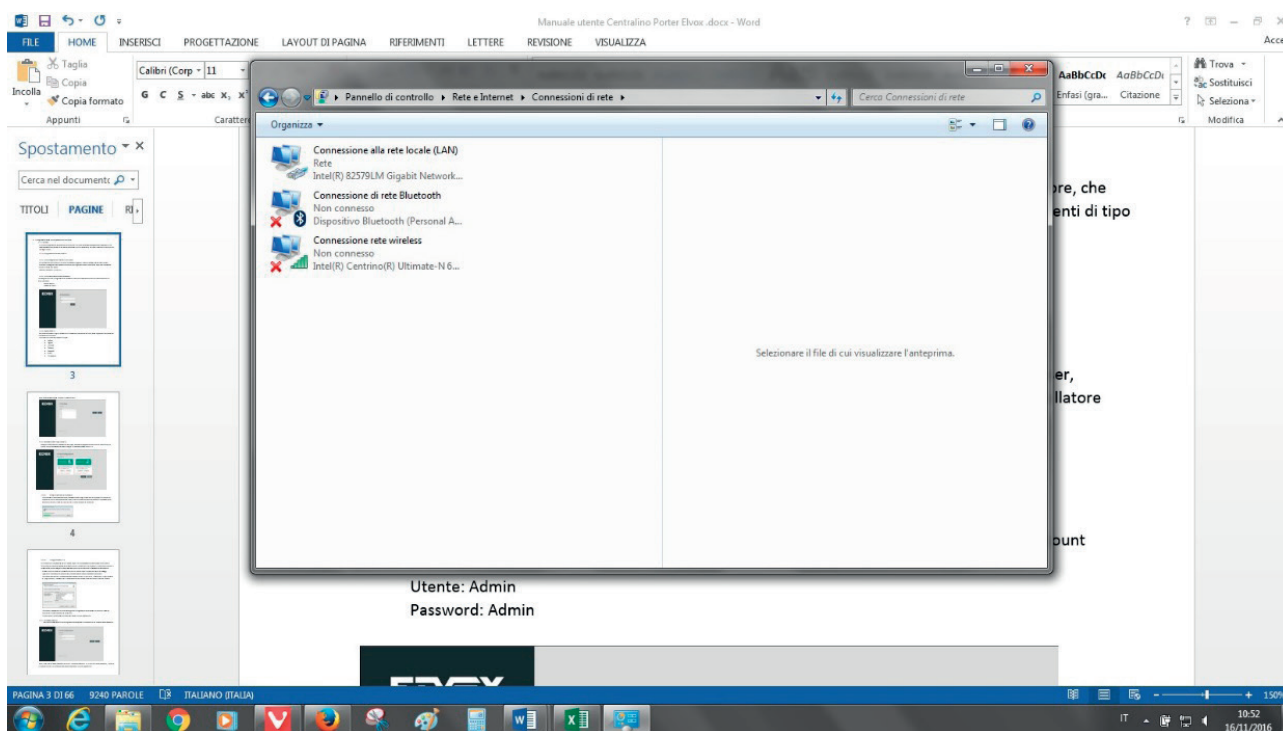 Manuale utente Centralino Porter Elvox .docx - Word
FILE HOME INSERISCI PROGETTAZIONE LAYOUT DI PAGINA RIFERIMENTI LETTERE REVISIONE VISUALIZZA
Acce
Incolla
Taglia
Copia
Copia formato
Appunti
Calibri (Corp 11
G C S abc X, X
Carattere
AaBbCcDc AaBbCcDc
Enfasi (gra... Citazione
Trova
Sostituisci
Seleziona
Modifica
Spostamento
Cerca nel documento
TITOLI PAGINE RI
3
4
Pannello di controllo Rete e Internet Connessioni di rete
Cerca Connessioni di rete
Organizza
Connessione alla rete locale (LAN)
Rete
Intel(R) 82579LM Gigabit Network...
Connessione di rete Bluetooth
Non connesso
Dispositivo Bluetooth (Personal A...
Connessione rete wireless
Non connesso
Intel(R) Centrino(R) Ultimate-N 6...
Selezionare il file di cui visualizzare l'anteprima.
ore, che
enti di tipo
er,
llatore
ount
Utente: Admin
Password: Admin
PAGINA 3 DI 66 9240 PAROLE ITALIANO (ITALIA)
150%
IT
10:52
16/11/2016